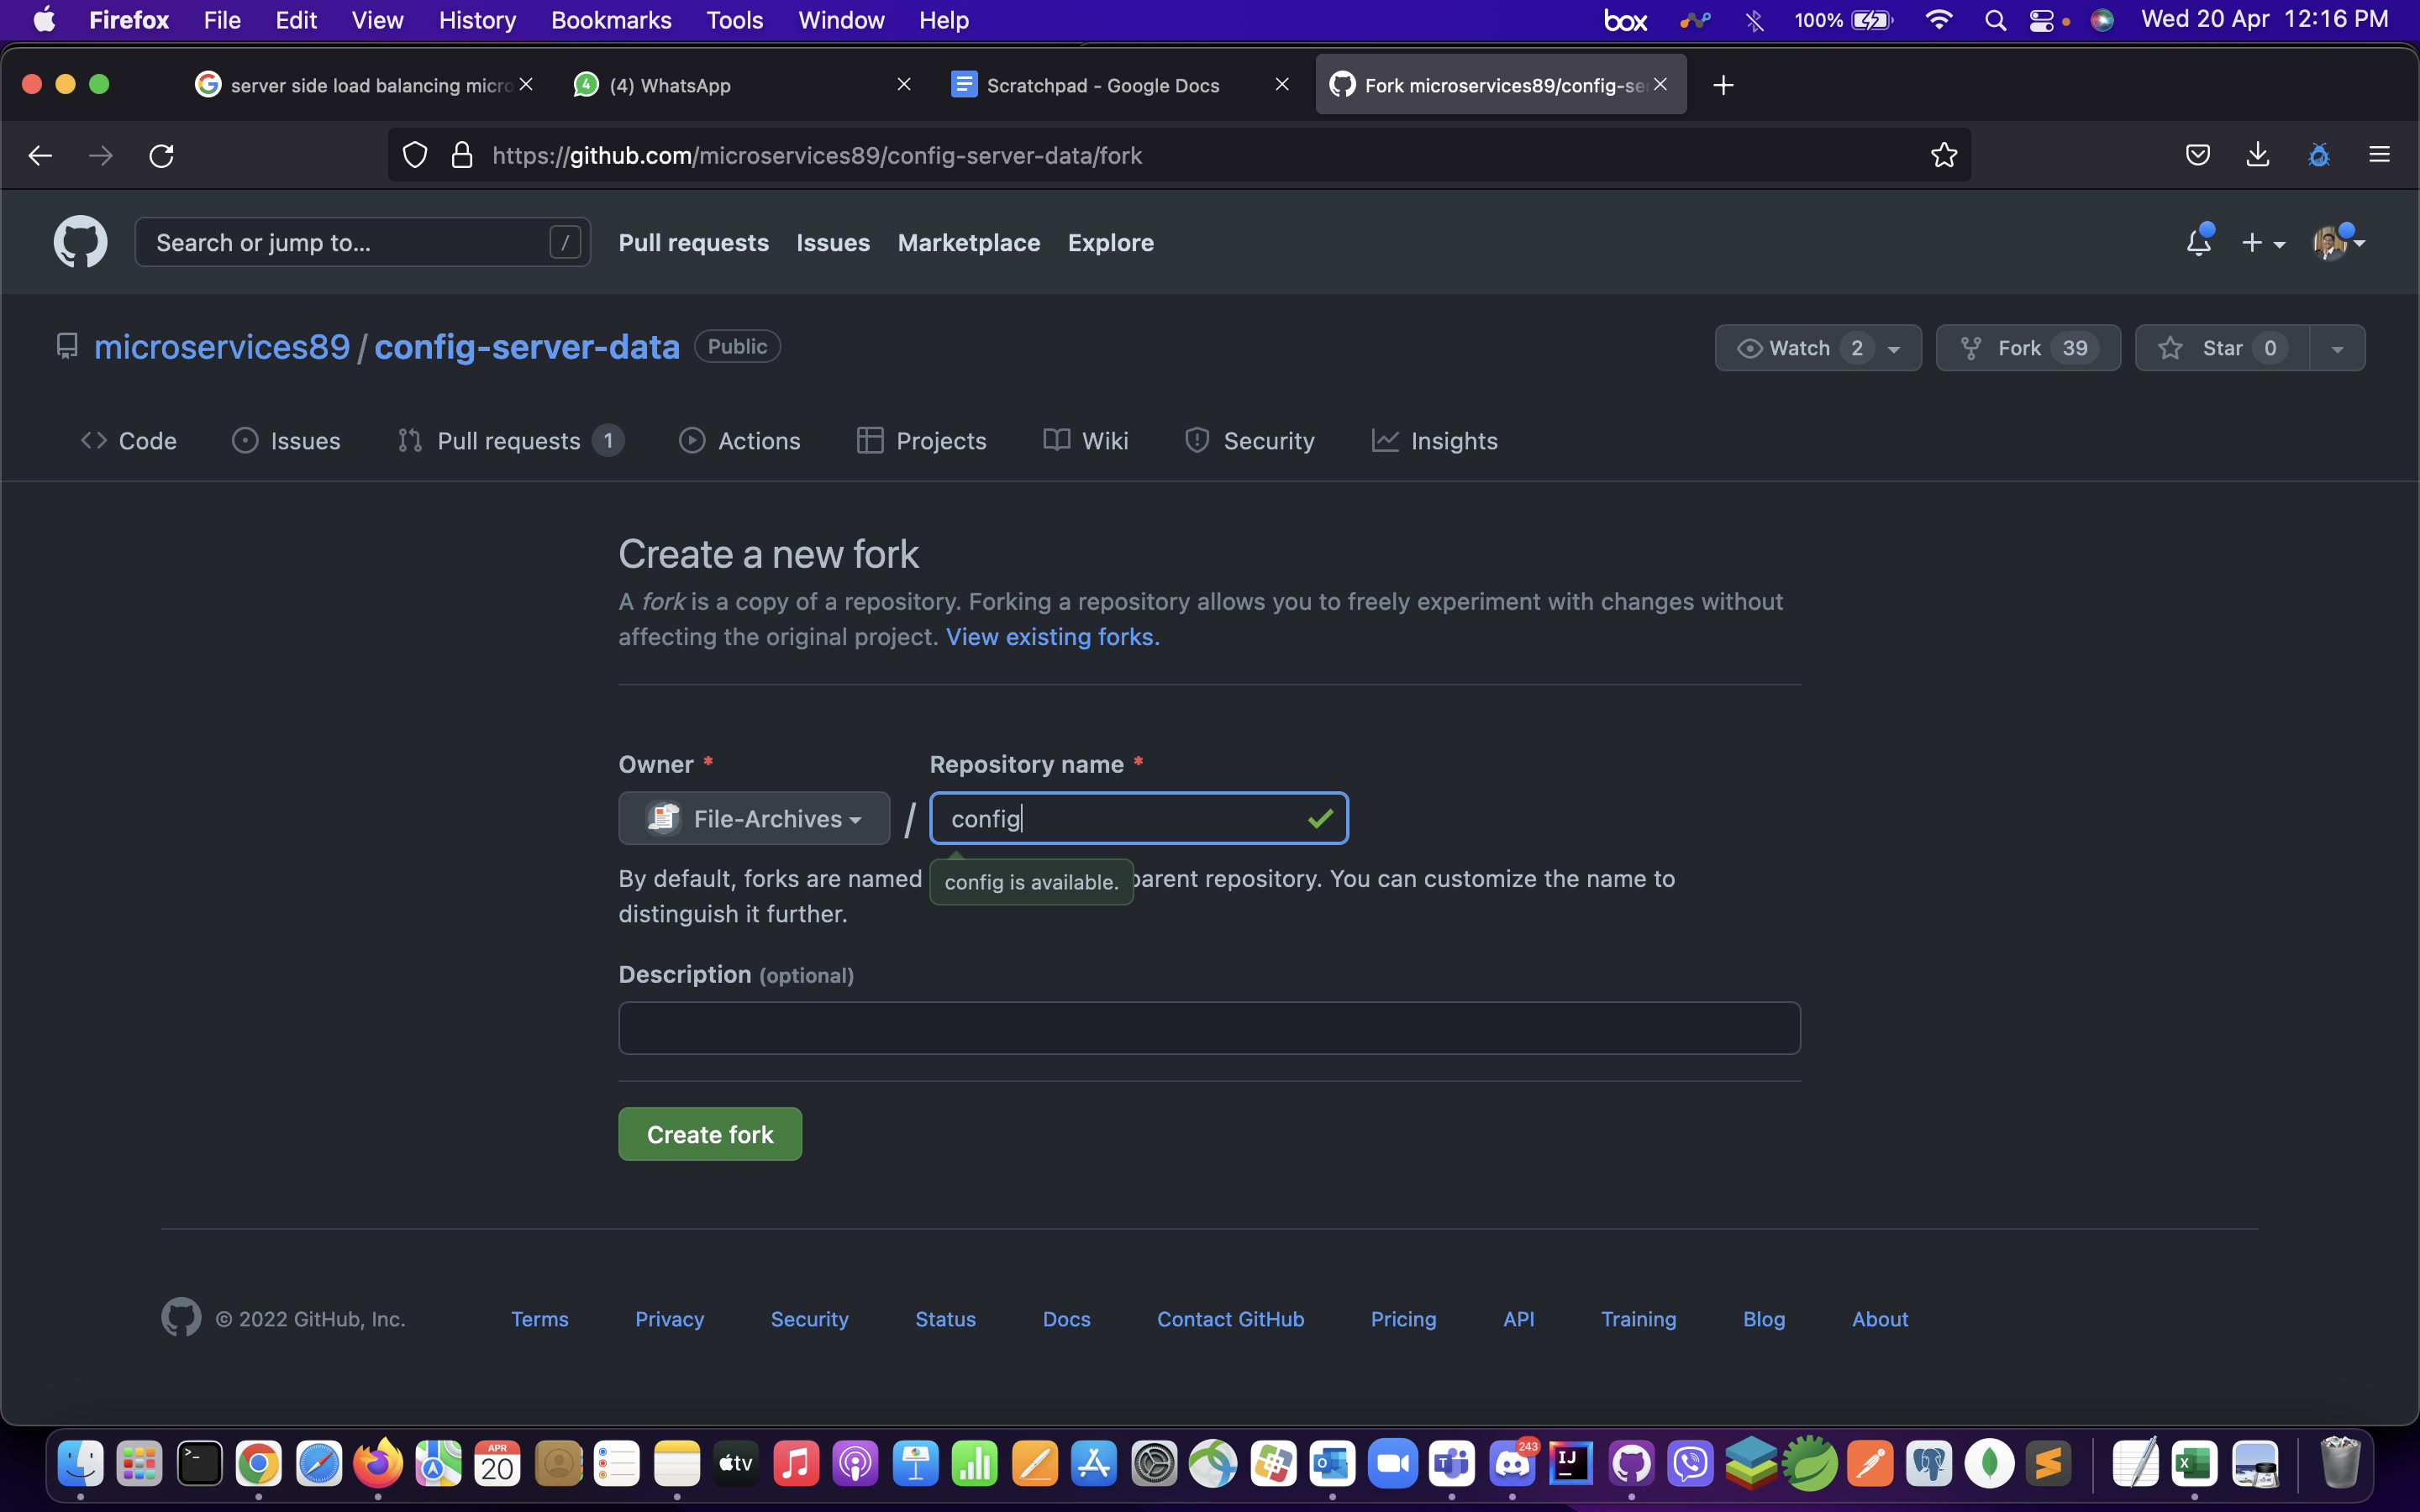 Firefox File Edit View History Bookmarks Tools Window Help box 100% Wed 20 Apr 12:16 PM
server side load balancing micro 4 (4) WhatsApp Scratchpad - Google Docs Fork microservices89/config-se
https://github.com/microservices89/config-server-data/fork
Search or jump to... / Pull requests Issues Marketplace Explore
microservices89 / config-server-data Public Watch 2 Fork 39 Star 0
Code Issues Pull requests 1 Actions Projects Wiki Security Insights
Create a new fork
A fork is a copy of a repository. Forking a repository allows you to freely experiment with changes without
affecting the original project. View existing forks.
Owner * Repository name *
File-Archives / config
By default, forks are named config is available. parent repository. You can customize the name to
distinguish it further.
Description (optional)
Create fork
© 2022 GitHub, Inc. Terms Privacy Security Status Docs Contact GitHub Pricing API Training Blog About
APR 20 tv 243 IJ